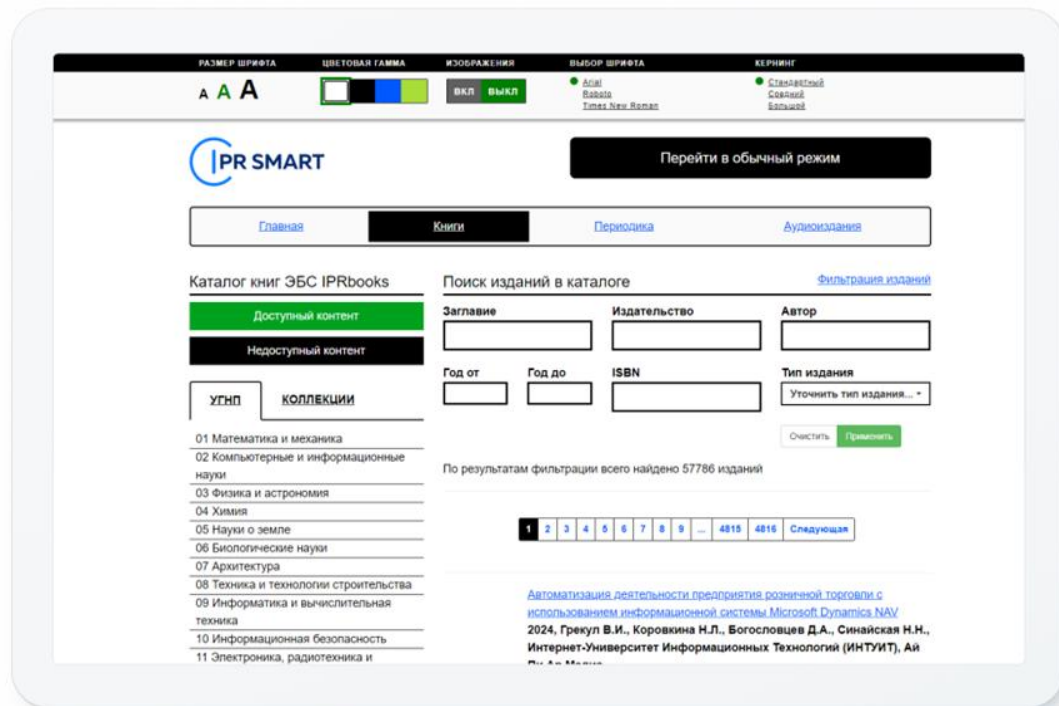 РАЗМЕР ШРИФТА
ЦВЕТОВАЯ ГАММА
ИЗОБРАЖЕНИЯ
ВЫБОР ШРИФТА
КЕРНИНГ
А А А
ВКЛ ВЫКЛ
Arial
Roboto
Times New Roman
Стандартный
Средний
Большой
IPR SMART
Перейти в обычный режим
Главная
Книги
Периодика
Аудиоиздания
Каталог книг ЭБС IPRbooks
Доступный контент
Недоступный контент
УГНП
КОЛЛЕКЦИИ
01 Математика и механика
02 Компьютерные и информационные
науки
03 Физика и астрономия
04 Химия
05 Науки о земле
06 Биологические науки
07 Архитектура
08 Техника и технологии строительства
09 Информатика и вычислительная
техника
10 Информационная безопасность
11 Электроника, радиотехника и
Поиск изданий в каталоге
Фильтрация изданий
Заглавие
Издательство
Автор
Год от
Год до
ISBN
Тип издания
Уточнить тип издания...
Очистить
Применить
По результатам фильтрации всего найдено 57786 изданий
1 2 3 4 5 6 7 8 9 ... 4815 4816 Следующая
Автоматизация деятельности предприятия розничной торговли с
использованием информационной системы Microsoft Dynamics NAV
2024, Грекул В.И., Коровкина Н.Л., Богословцев Д.А., Синайская Н.Н.,
Интернет-Университет Информационных Технологий (ИНТУИТ), Ай
Пи Ар Медиа